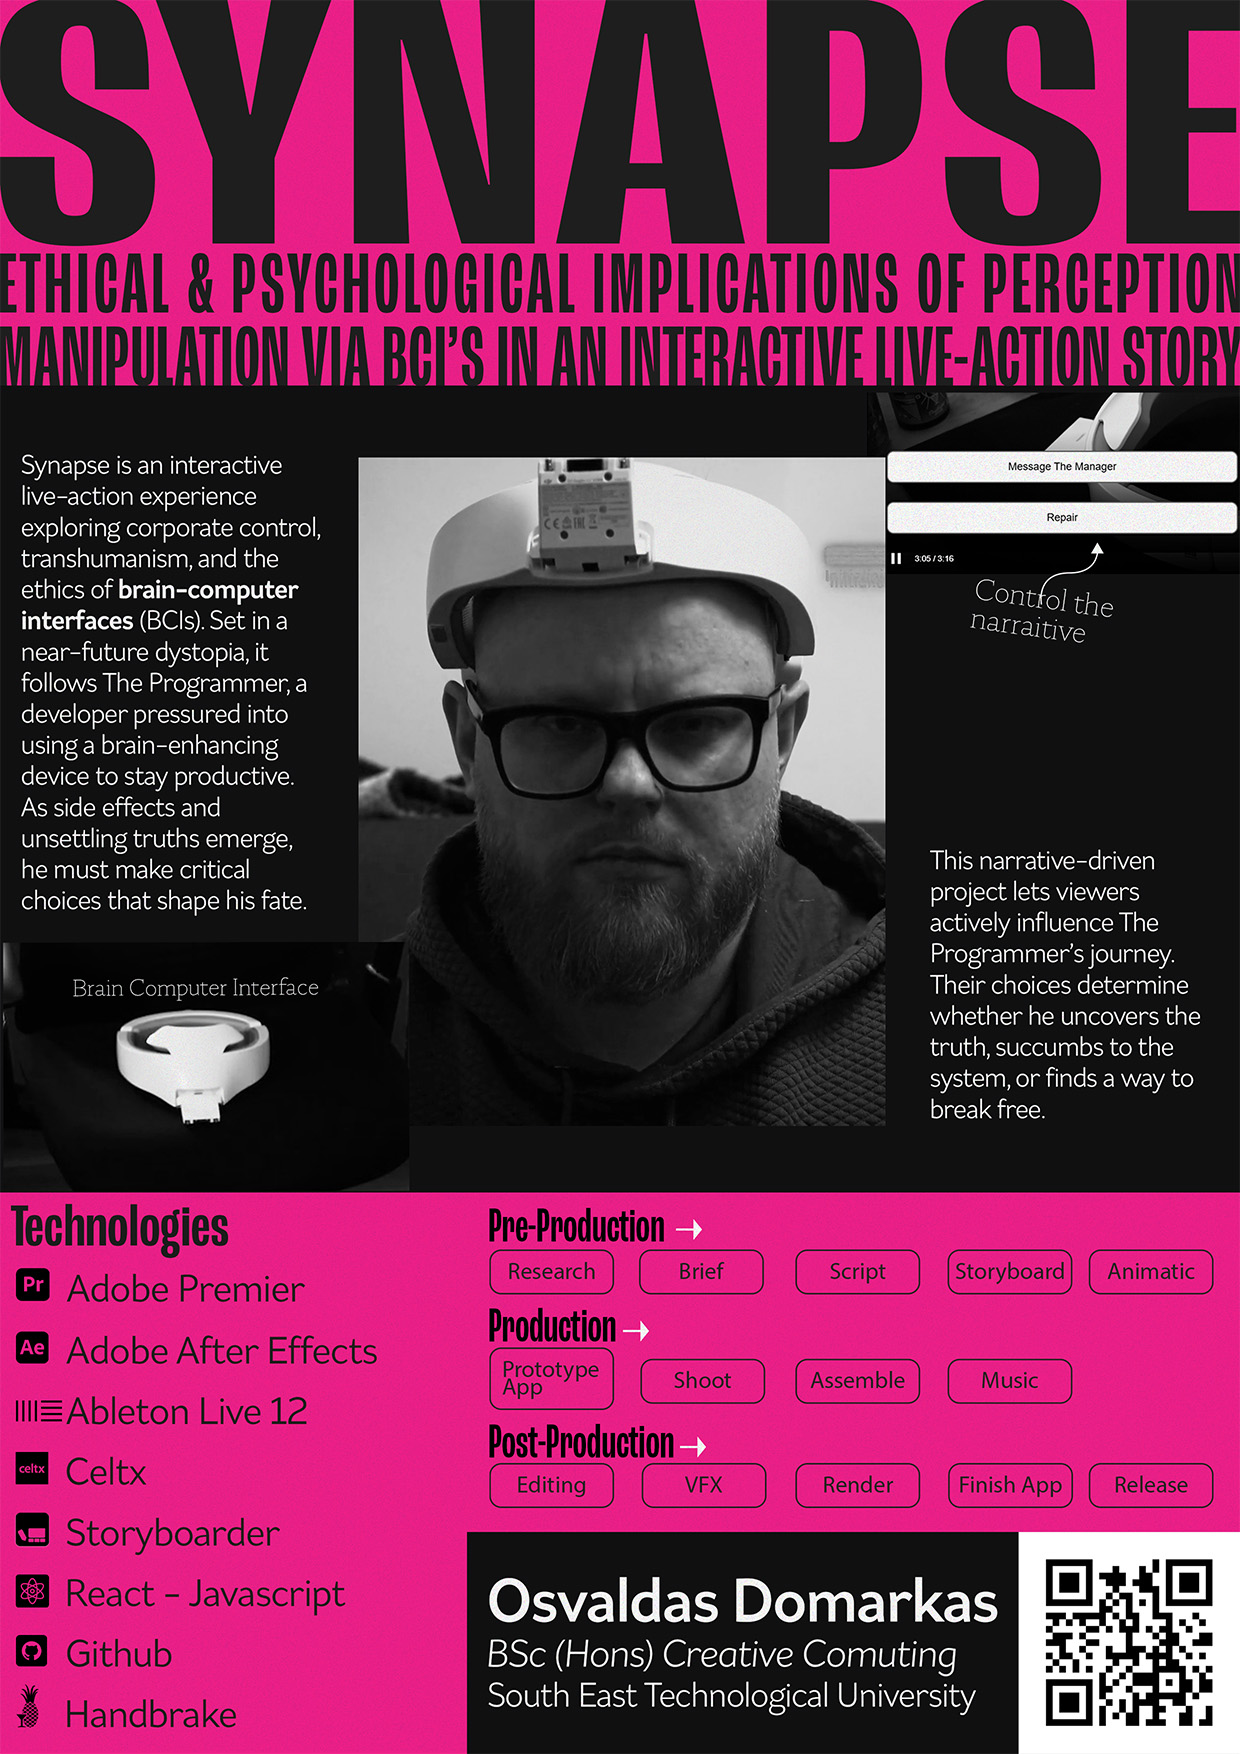 SYNAPSE
ETHICAL & PSYCHOLOGICAL IMPLICATIONS OF PERCEPTION
MANIPULATION VIA BCI'S IN AN INTERACTIVE LIVE-ACTION STORY
Synapse is an interactive
live-action experience
exploring corporate control,
transhumanism, and the
ethics of brain-computer
interfaces (BCIs). Set in a
near-future dystopia, it
follows The Programmer, a
developer pressured into
using a brain-enhancing
device to stay productive.
As side effects and
unsettling truths emerge,
he must make critical
choices that shape his fate.
Message The Manager
Repair
3:05 / 3:16
Control the
narraitive
This narrative-driven
project lets viewers
actively influence The
Programmer's journey.
Their choices determine
whether he uncovers the
truth, succumbs to the
system, or finds a way to
break free.
Brain Computer Interface
Technologies
Pr Adobe Premier
Ae Adobe After Effects
Ableton Live 12
celtx Celtx
Storyboarder
React - Javascript
Github
Handbrake
Pre-Production →
Research Brief Script Storyboard Animatic
Production →
Prototype
App
Shoot Assemble Music
Post-Production →
Editing VFX Render Finish App Release
Osvaldas Domarkas
BSc (Hons) Creative Comuting
South East Technological University